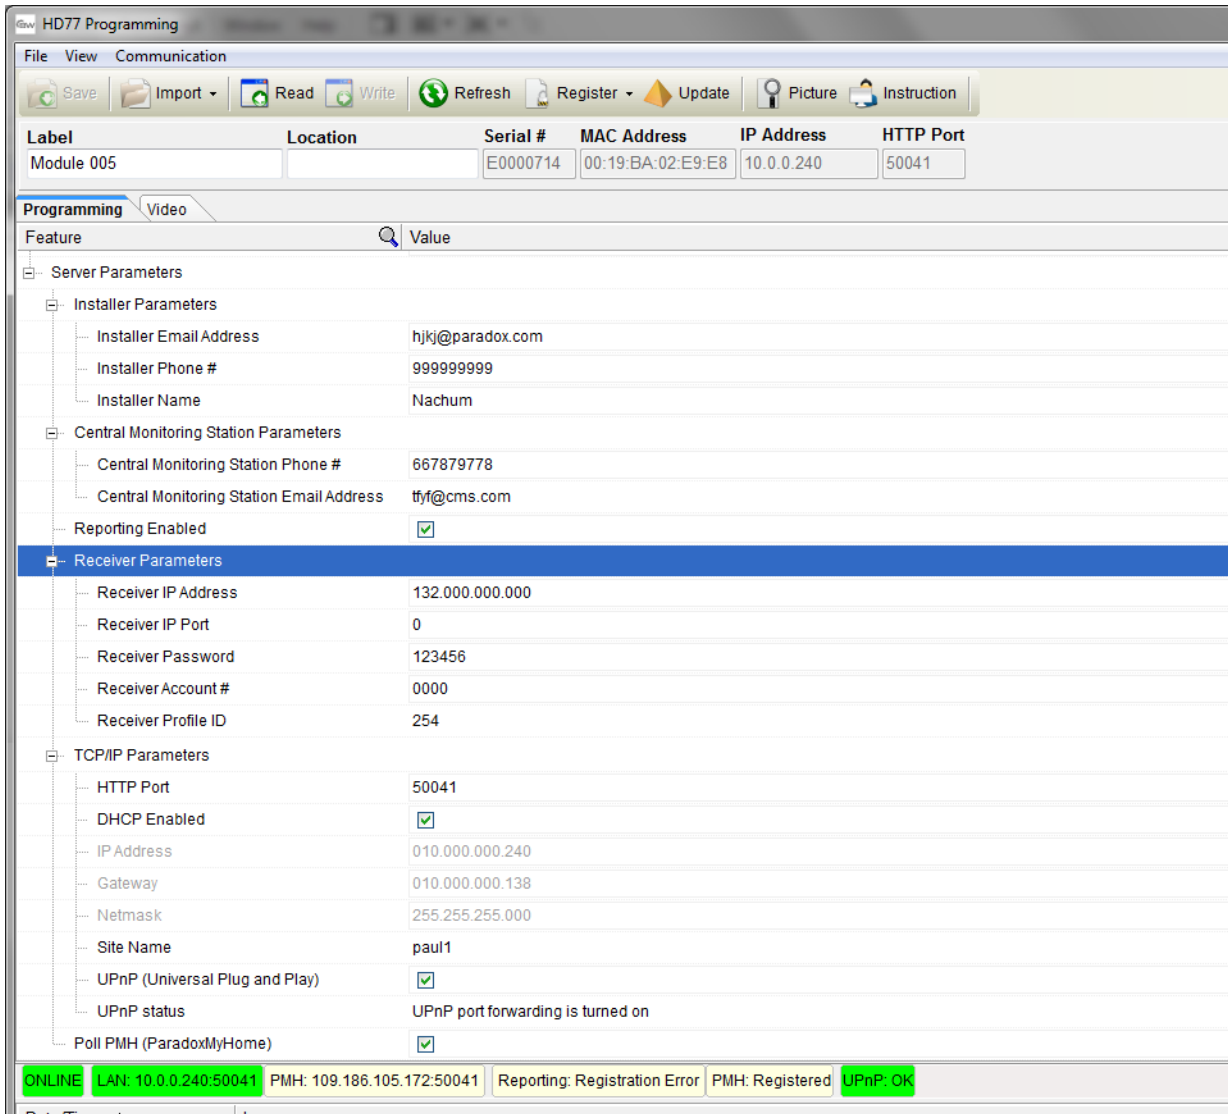 HD77 Programming
File View Communication
Save Import Read Write Refresh Register Update Picture Instruction
Label Location Serial # MAC Address IP Address HTTP Port
Module 005 E0000714 00:19:BA:02:E9:E8 10.0.0.240 50041
Programming Video
Feature Value
Server Parameters
Installer Parameters
Installer Email Address hjkj@paradox.com
Installer Phone # 999999999
Installer Name Nachum
Central Monitoring Station Parameters
Central Monitoring Station Phone # 667879778
Central Monitoring Station Email Address tfyf@cms.com
Reporting Enabled
Receiver Parameters
Receiver IP Address 132.000.000.000
Receiver IP Port 0
Receiver Password 123456
Receiver Account # 0000
Receiver Profile ID 254
TCP/IP Parameters
HTTP Port 50041
DHCP Enabled
IP Address 010.000.000.240
Gateway 010.000.000.138
Netmask 255.255.255.000
Site Name paul1
UPnP (Universal Plug and Play)
UPnP status UPnP port forwarding is turned on
Poll PMH (ParadoxMyHome)
ONLINE LAN: 10.0.0.240:50041 PMH: 109.186.105.172:50041 Reporting: Registration Error PMH: Registered UPnP: OK